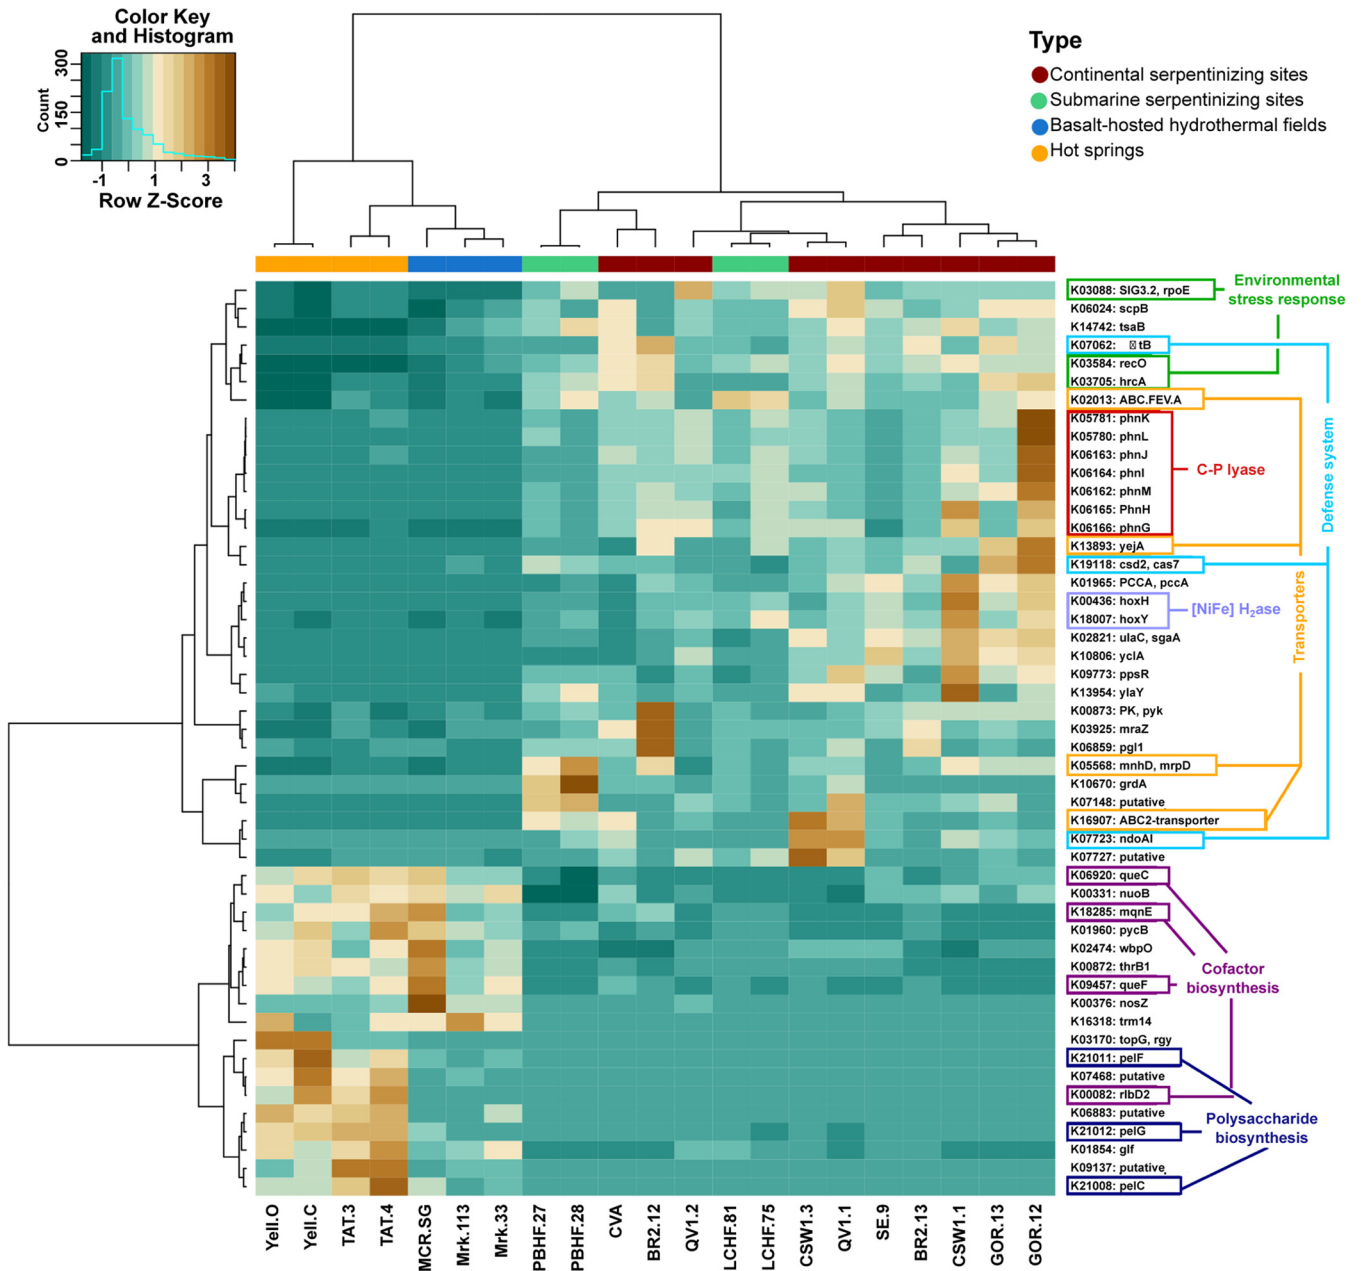 Color Key
and Histogram
Count
0 150 300
-1 1 3
Row Z-Score
Type
Continental serpentinizing sites
Submarine serpentinizing sites
Basalt-hosted hydrothermal fields
Hot springs
K03088: SIG3.2, rpoE
K06024: scpB
K14742: tsaB
K07062: tB
K03584: recO
K03705: hrcA
K02013: ABC.FEV.A
K05781: phnK
K05780: phnL
K06163: phnJ
K06164: phnI
K06162: phnM
K06165: PhnH
K06166: phnG
K13893: yejA
K19118: csd2, cas7
K01965: PCCA, pccA
K00436: hoxH
K18007: hoxY
K02821: ulaC, sgaA
K10806: yciA
K09773: ppsR
K13954: ylaY
K00873: PK, pyk
K03925: mraZ
K06859: pgi1
K05568: mnhD, mrpD
K10670: grdA
K07148: putative
K16907: ABC2-transporter
K07723: ndoAI
K07727: putative
K06920: queC
K00331: nuoB
K18285: mqnE
K01960: pycB
K02474: wbpO
K00872: thrB1
K09457: queF
K00376: nosZ
K16318: trm14
K03170: topG, rgy
K21011: pelF
K07468: putative
K00082: ribD2
K06883: putative
K21012: pelG
K01854: glf
K09137: putative
K21008: pelC
Environmental
stress response
C-P lyase
Defense system
[NiFe] H₂ase
Transporters
Cofactor
biosynthesis
Polysaccharide
biosynthesis
Yell.O
Yell.C
TAT.3
TAT.4
MCR.SG
Mrk.113
Mrk.33
PBHF.27
PBHF.28
CVA
BR2.12
QV1.2
LCHF.81
LCHF.75
CSW1.3
QV1.1
SE.9
BR2.13
CSW1.1
GOR.13
GOR.12